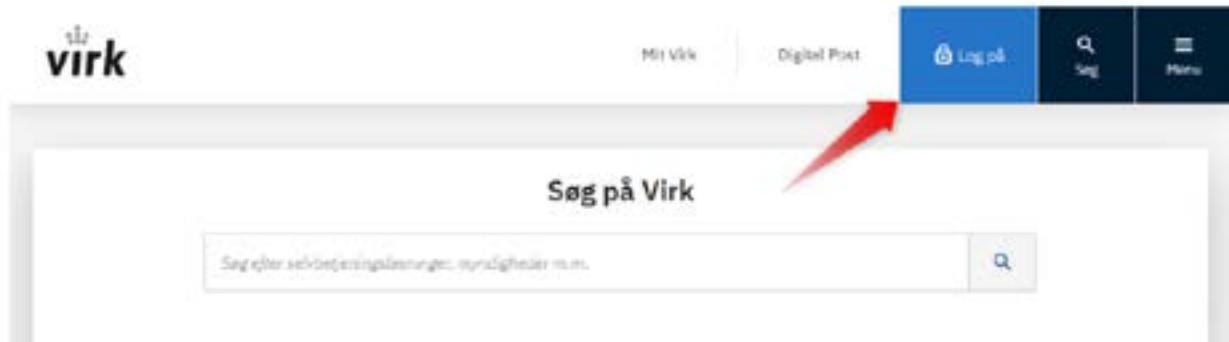 virk
Mit Virk
Digital Post
Log på
Søg
Menu
Søg på Virk
Søg efter selvbetjeningsløsninger, myndigheder m.m.